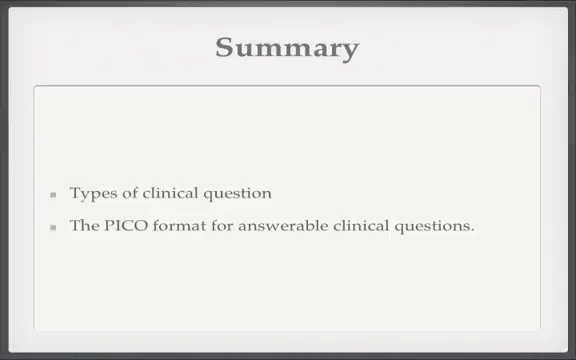 Summary
Types of clinical question
The PICO format for answerable clinical questions.